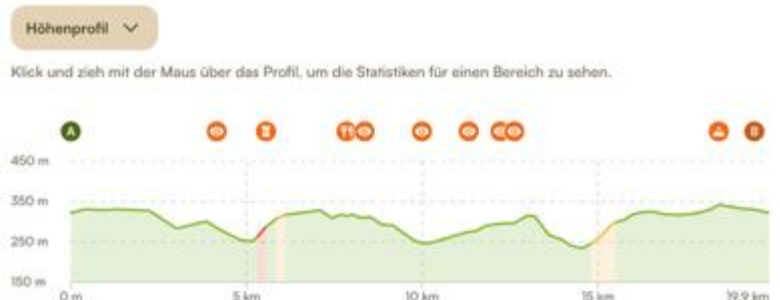 Höhenprofil
Klick und zieh mit der Maus über das Profil, um die Statistiken für einen Bereich zu sehen.
A B
450 m
350 m
250 m
150 m
0 m 5 km 10 km 15 km 19,9 km